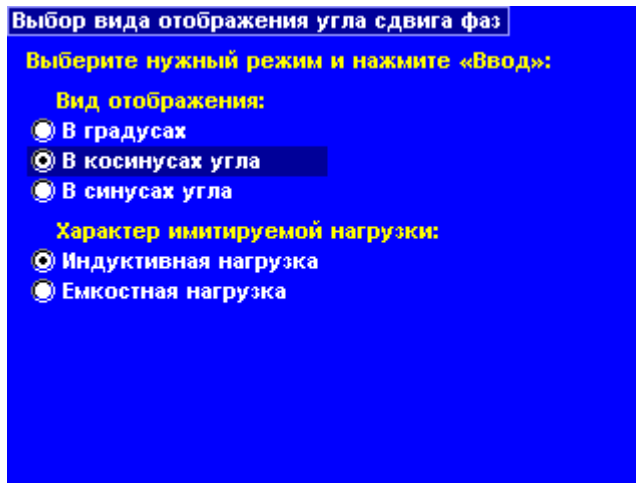 Выбор вида отображения угла сдвига фаз
Выберите нужный режим и нажмите «Ввод»:
Вид отображения:
В градусах
В косинусах угла
В синусах угла
Характер имитируемой нагрузки:
Индуктивная нагрузка
Емкостная нагрузка